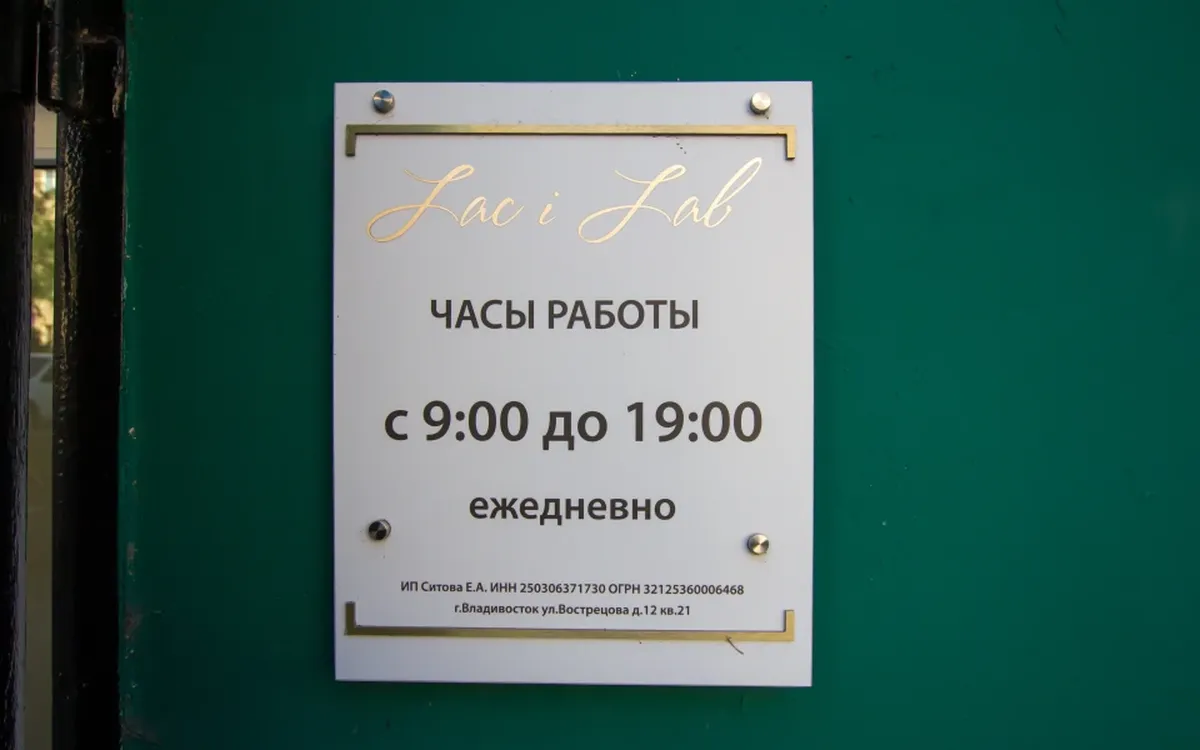 Lac i Lab
ЧАСЫ РАБОТЫ
с 9:00 до 19:00
ежедневно
ИП Ситова Е.А. ИНН 250306371730 ОГРН 32125360006468
г.Владивосток ул.Вострецова д.12 кв.21